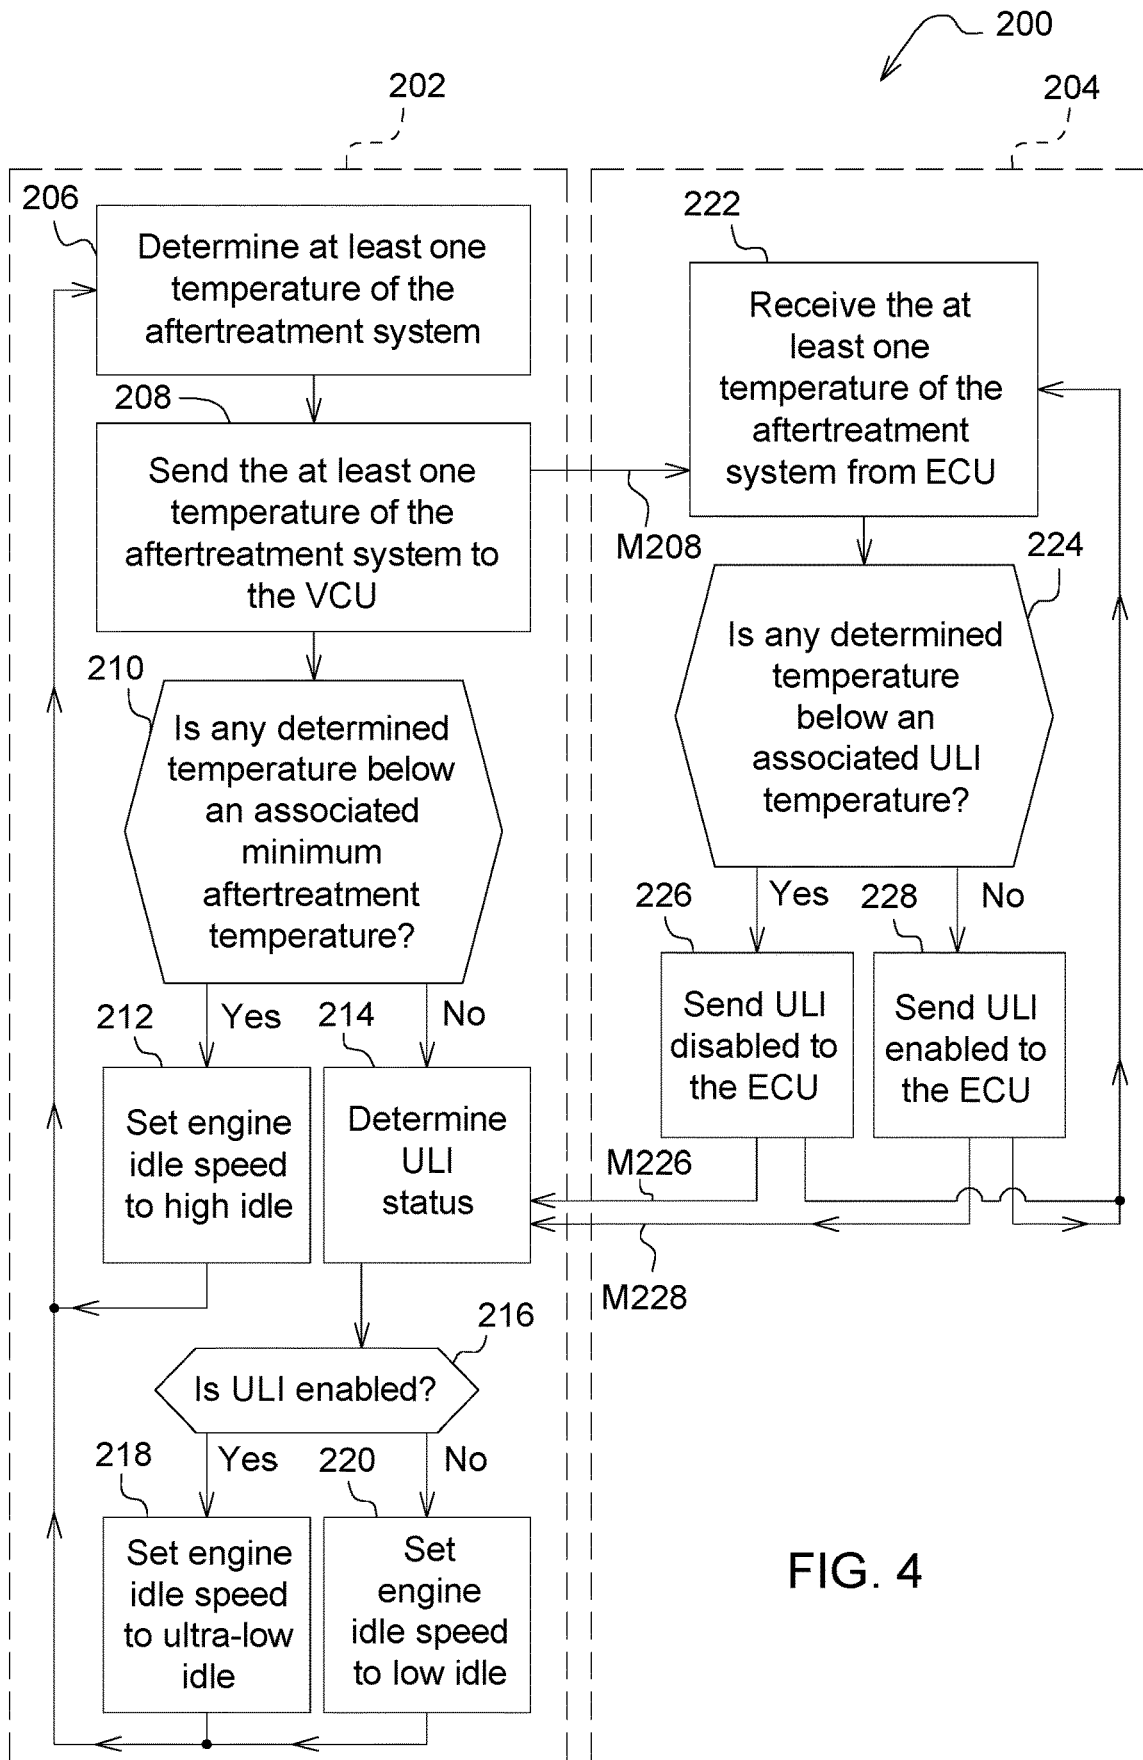 200
202
204
206
Determine at least one
temperature of the
aftertreatment system
208
Send the at least one
temperature of the
aftertreatment system to
the VCU
M208
210
Is any determined
temperature below
an associated
minimum
aftertreatment
temperature?
Yes
No
212
Set engine
idle speed
to high idle
214
Determine
ULI
status
216
Is ULI enabled?
Yes
No
218
Set engine
idle speed
to ultra-low
idle
220
Set
engine
idle speed
to low idle
222
Receive the at
least one
temperature of the
aftertreatment
system from ECU
224
Is any determined
temperature
below an
associated ULI
temperature?
Yes
No
226
Send ULI
disabled to
the ECU
228
Send ULI
enabled to
the ECU
M226
M228
FIG. 4